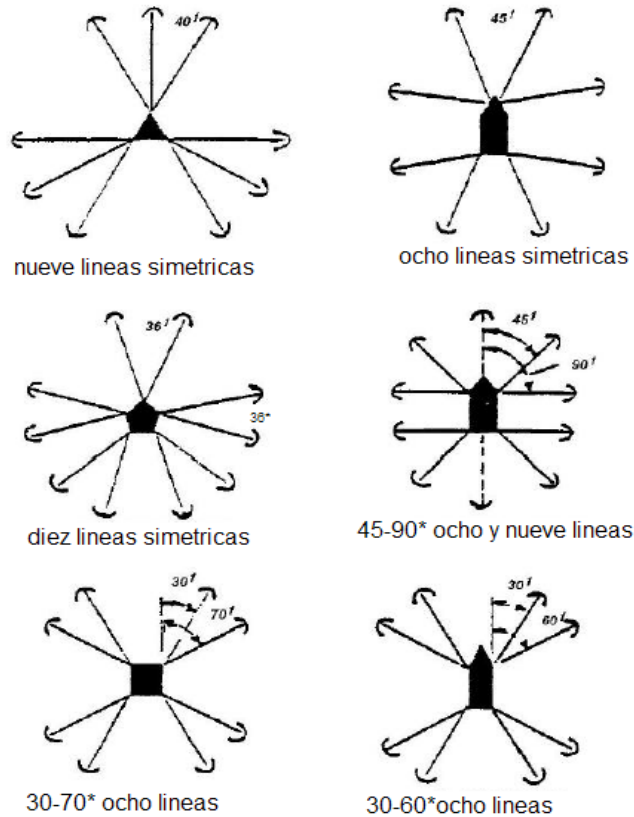 40°
45°
nueve lineas simetricas
ocho lineas simetricas
36°
36*
45°
90°
diez lineas simetricas
45-90* ocho y nueve lineas
30°
70°
30°
60°
30-70* ocho lineas
30-60*ocho lineas